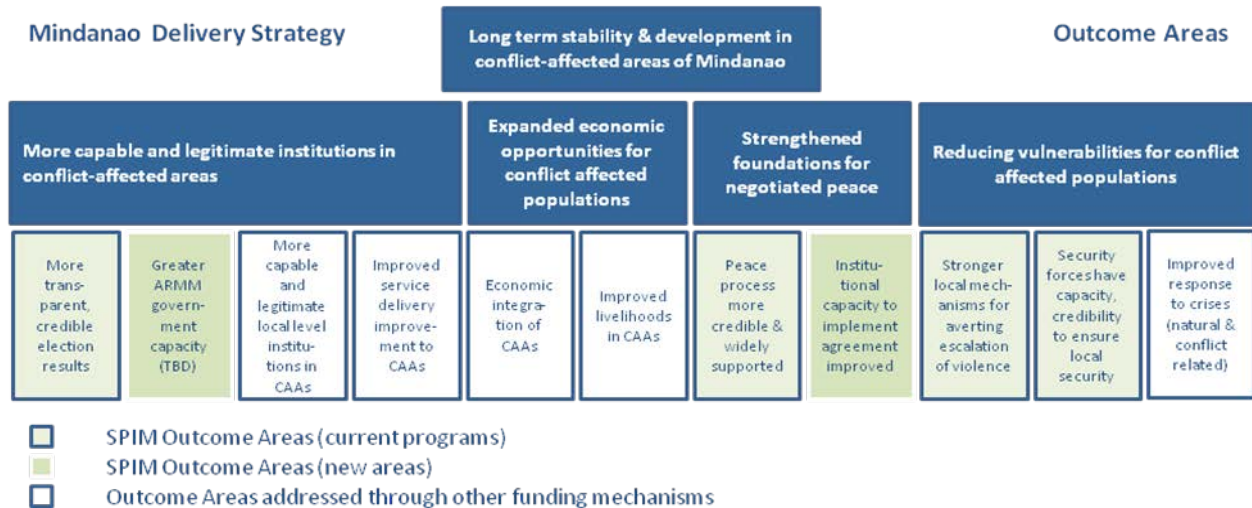 Mindanao Delivery Strategy
Long term stability & development in
conflict-affected areas of Mindanao
Outcome Areas
More capable and legitimate institutions in
conflict-affected areas
Expanded economic
opportunities for
conflict affected
populations
Strengthened
foundations for
negotiated peace
Reducing vulnerabilities for conflict
affected populations
More
trans-
parent,
credible
election
results
Greater
ARMM
govern-
ment
capacity
(TBD)
More
capable
and
legitimate
local level
institu-
tions in
CAAs
Improved
service
delivery
improve-
ment to
CAAs
Economic
integra-
tion of
CAAs
Improved
livelihoods
in CAAs
Peace
process
more
credible &
widely
supported
Institu-
tional
capacity to
implement
agreement
improved
Stronger
local mech-
anisms for
averting
escalation
of violence
Security
forces have
capacity,
credibility
to ensure
local
security
Improved
response
to crises
(natural &
conflict
related)
SPIM Outcome Areas (current programs)
SPIM Outcome Areas (new areas)
Outcome Areas addressed through other funding mechanisms